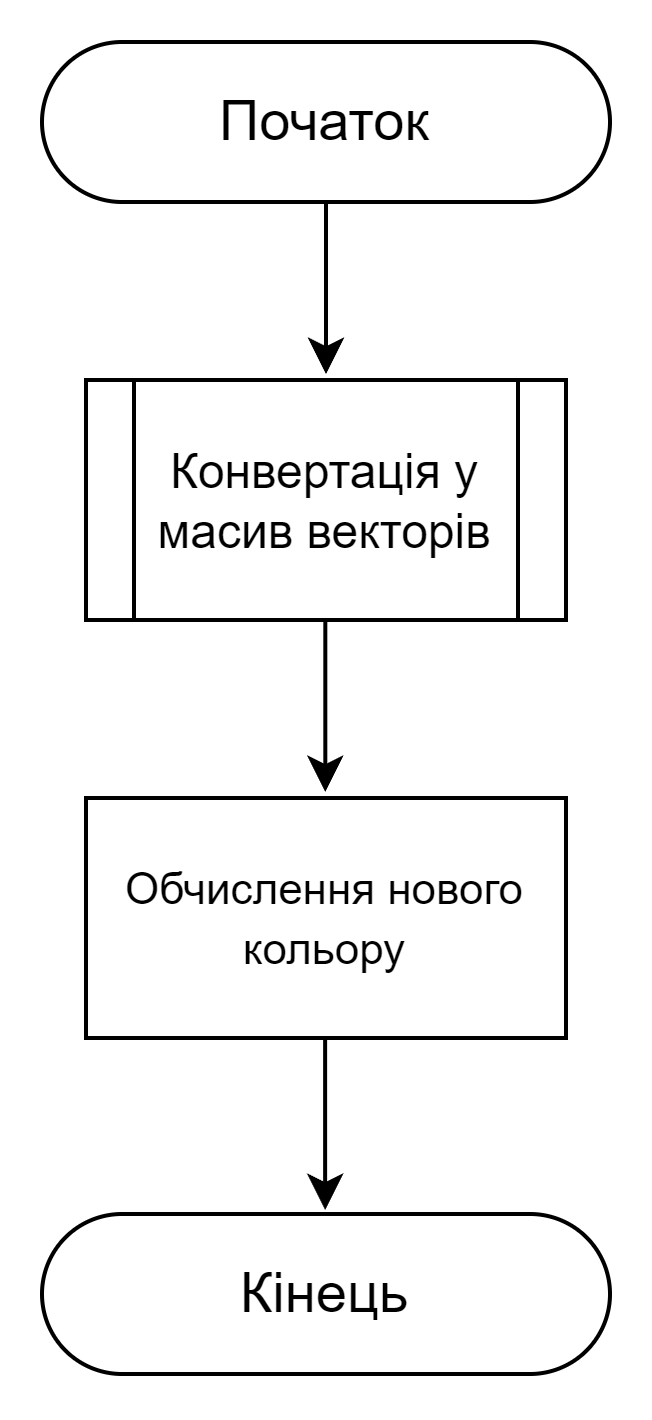 Початок
Конвертація у
масив векторів
Обчислення нового
кольору
Кінець